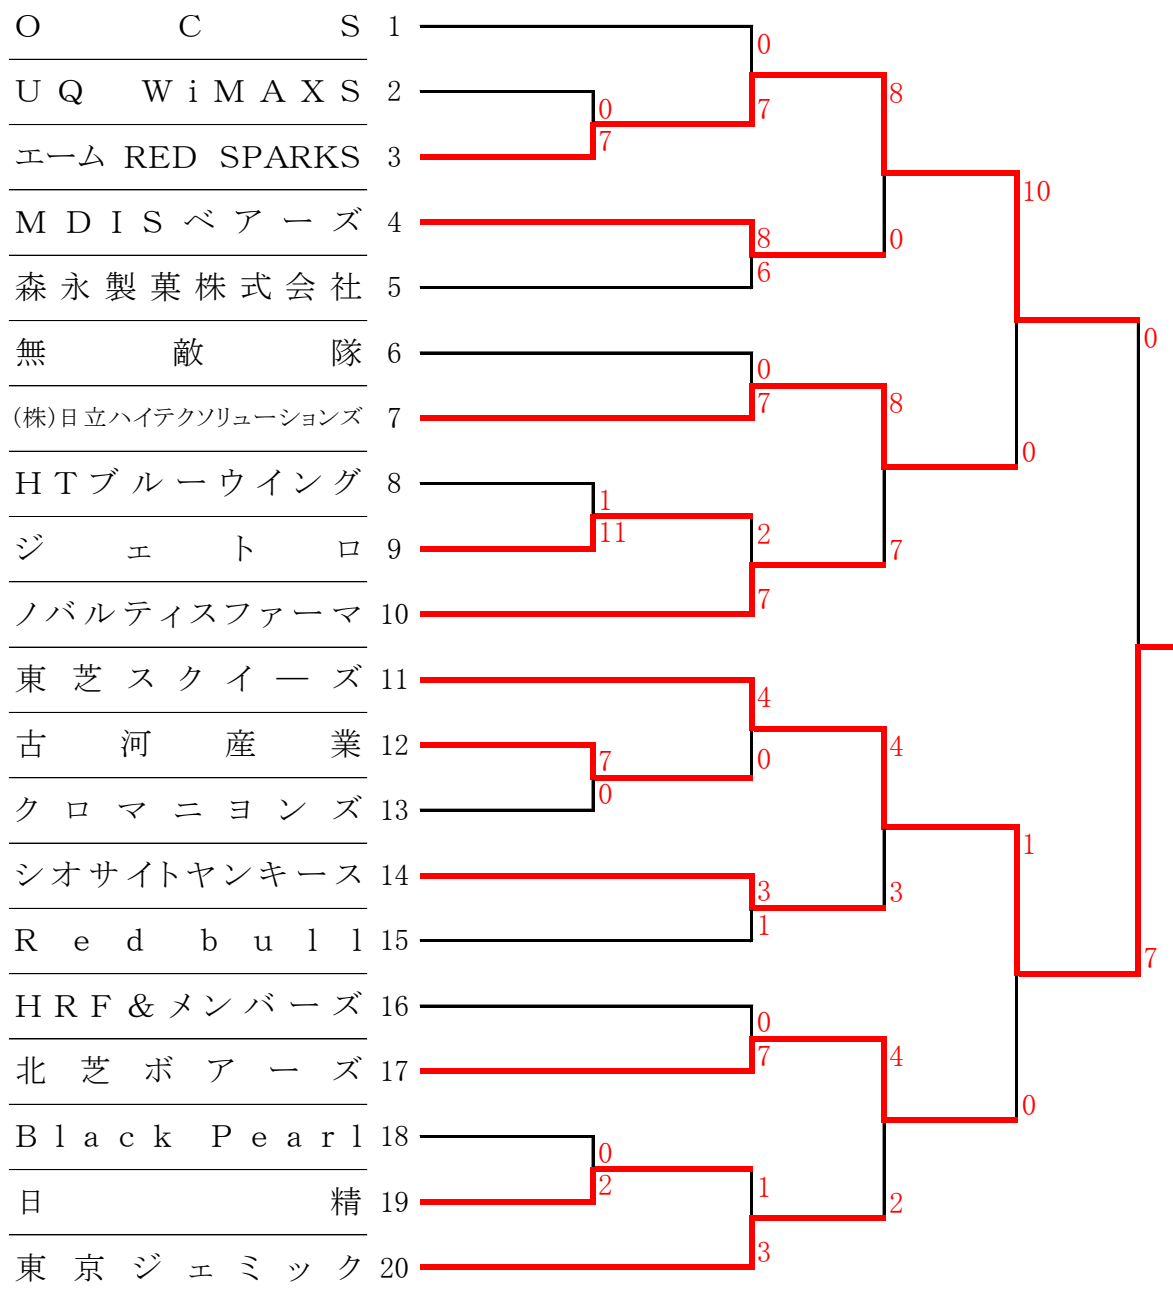 O C S 1
UQ WiMAXS 2
エーム RED SPARKS 3
MDISベアーズ 4
森永製菓株式会社 5
無敵隊 6
(株)日立ハイテクソリューションズ 7
HTブルーウイング 8
ジェトロ 9
ノバルティスファーマ 10
東芝スクイーズ 11
古河産業 12
クロマニヨンズ 13
シオサイトヤンキース 14
Red bull 15
HRF&メンバーズ 16
北芝ボアーズ 17
Black Pearl 18
日精 19
東京ジェミック 20
0
7
1
11
7
0
0
2
0
7
8
6
0
7
2
7
4
0
3
1
0
7
1
3
8
0
8
7
4
3
4
2
10
0
1
0
0
7